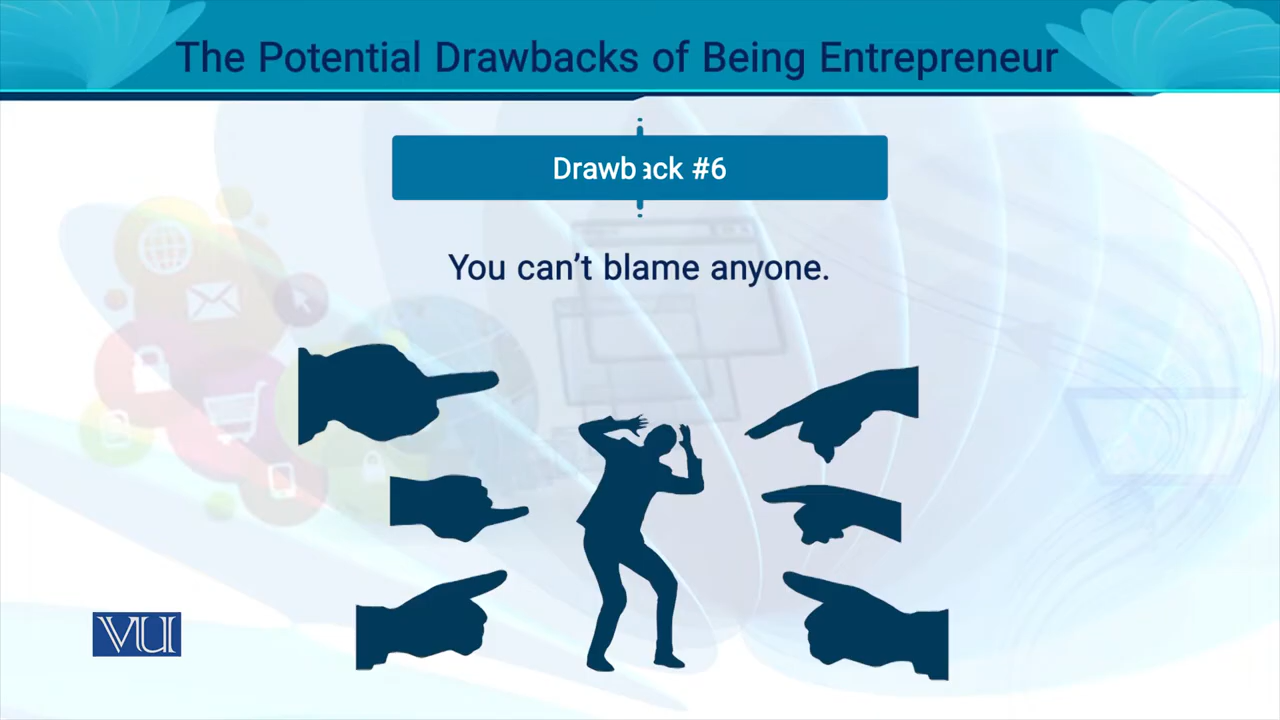 The Potential Drawbacks of Being Entrepreneur
Drawback #6
You can't blame anyone.
VU